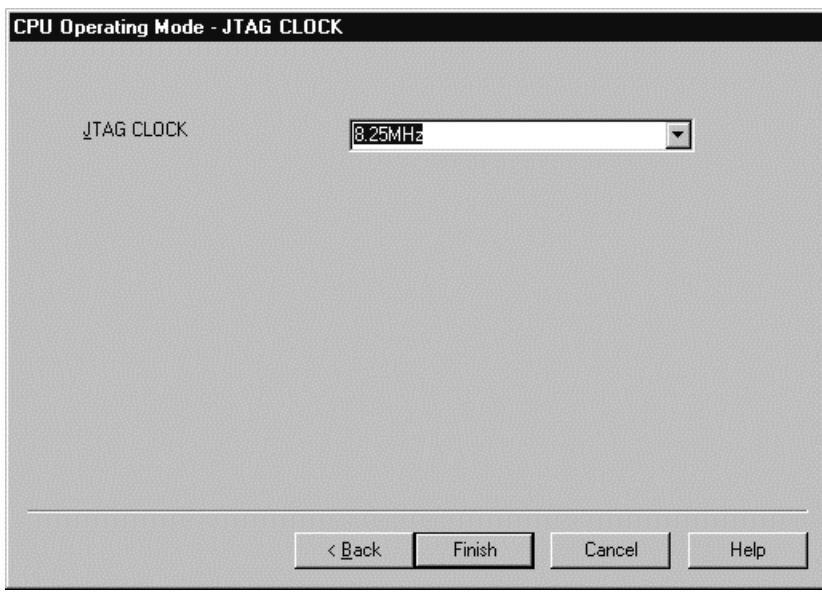 CPU Operating Mode - JTAG CLOCK
JTAG CLOCK 8.25MHz
< Back Finish Cancel Help